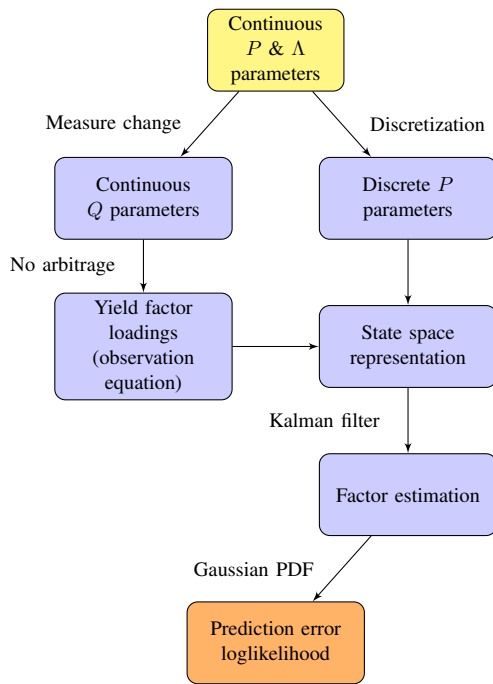 Continuous
P & Λ
parameters
Measure change
Discretization
Continuous
Q parameters
Discrete P
parameters
No arbitrage
Yield factor
loadings
(observation
equation)
State space
representation
Kalman filter
Factor estimation
Gaussian PDF
Prediction error
loglikelihood